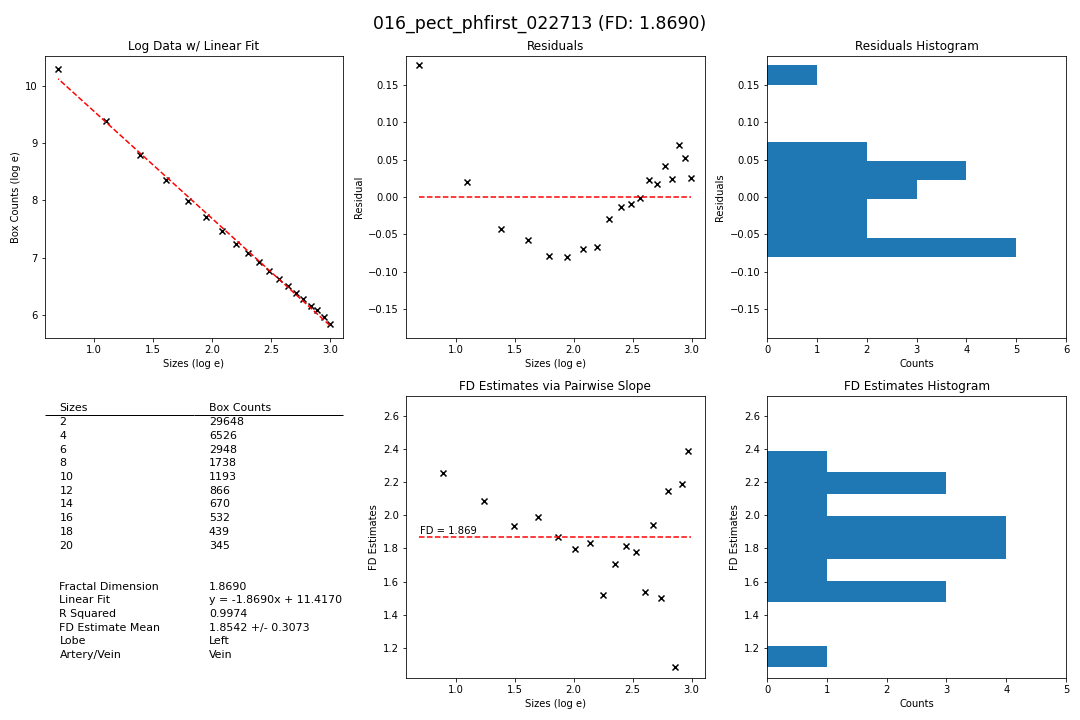 016_pect_phfirst_022713 (FD: 1.8690)
Log Data w/ Linear Fit
Box Counts (log e)
10
9
8
7
6
1.0 1.5 2.0 2.5 3.0
Sizes (log e)
Residuals
Residual
0.15
0.10
0.05
0.00
−0.05
−0.10
−0.15
1.0 1.5 2.0 2.5 3.0
Sizes (log e)
Residuals Histogram
Residuals
0.15
0.10
0.05
0.00
−0.05
−0.10
−0.15
0 1 2 3 4 5 6
Counts
Sizes Box Counts
2 29648
4 6526
6 2948
8 1738
10 1193
12 866
14 670
16 532
18 439
20 345
Fractal Dimension 1.8690
Linear Fit y = -1.8690x + 11.4170
R Squared 0.9974
FD Estimate Mean 1.8542 +/- 0.3073
Lobe Left
Artery/Vein Vein
FD Estimates via Pairwise Slope
FD Estimates
2.6
2.4
2.2
2.0
1.8
1.6
1.4
1.2
FD = 1.869
1.0 1.5 2.0 2.5 3.0
Sizes (log e)
FD Estimates Histogram
FD Estimates
2.6
2.4
2.2
2.0
1.8
1.6
1.4
1.2
0 1 2 3 4 5
Counts